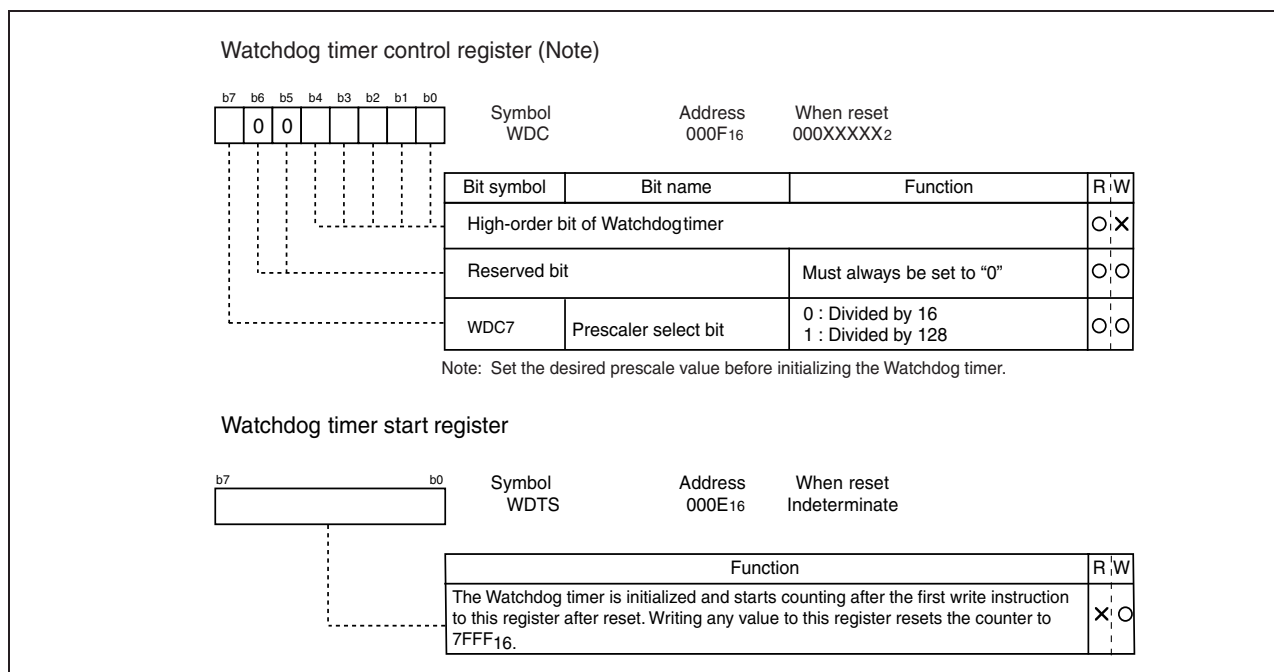 Watchdog timer control register (Note)
b7 b6 b5 b4 b3 b2 b1 b0
0 0
Symbol Address When reset
WDC 000F16 000XXXXX2
Bit symbol Bit name Function R W
High-order bit of Watchdogtimer O X
Reserved bit Must always be set to “0” O O
WDC7 Prescaler select bit 0 : Divided by 16
1 : Divided by 128 O O
Note: Set the desired prescale value before initializing the Watchdog timer.
Watchdog timer start register
b7 b0
Symbol Address When reset
WDTS 000E16 Indeterminate
Function R W
The Watchdog timer is initialized and starts counting after the first write instruction
to this register after reset. Writing any value to this register resets the counter to X O
7FFF16.